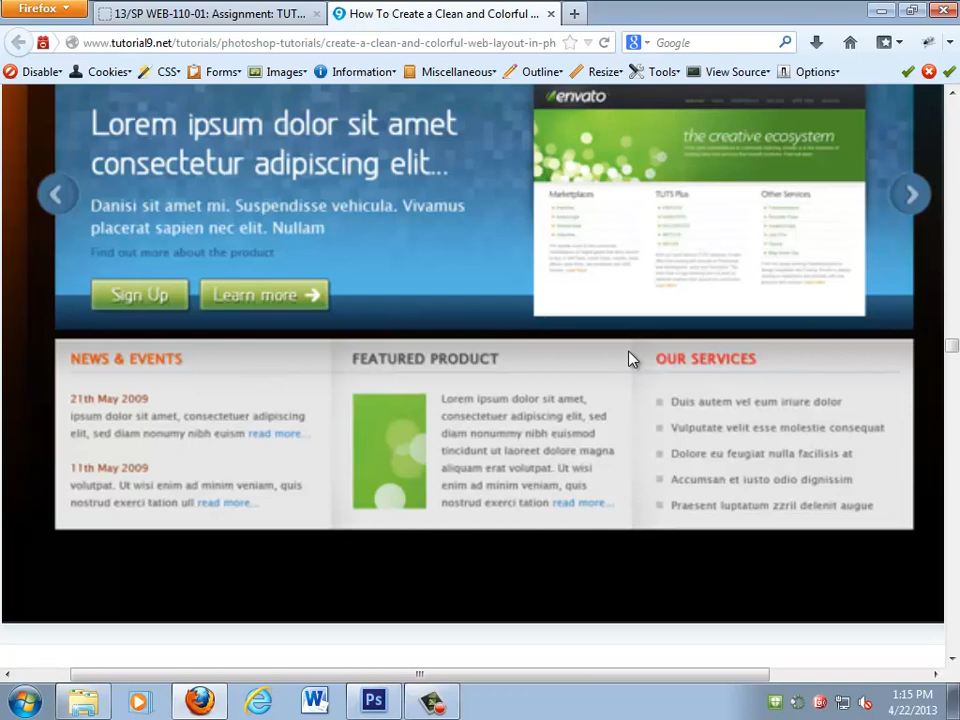 Firefox
13/SP WEB-110-01: Assignment: TUT...
How To Create a Clean and Colorful ...
www.tutorial9.net/tutorials/photoshop-tutorials/create-a-clean-and-colorful-web-layout-in-ph
Google
Disable
Cookies
CSS
Forms
Images
Information
Miscellaneous
Outline
Resize
Tools
View Source
Options
Lorem ipsum dolor sit amet
consectetur adipiscing elit...
Danisi sit amet mi. Suspendisse vehicula. Vivamus
placerat sapien nec elit. Nullam
Find out more about the product
Sign Up
Learn more
envato
the creative ecosystem
Marketplaces
TUTS Plus
Other Services
NEWS & EVENTS
21th May 2009
ipsum dolor sit amet, consectetuer adipiscing
elit, sed diam nonumy nibh euism read more...
11th May 2009
volutpat. Ut wisi enim ad minim veniam, quis
nostrud exerci tation ull read more...
FEATURED PRODUCT
Lorem ipsum dolor sit amet,
consectetuer adipiscing elit, sed
diam nonummy nibh euismod
tincidunt ut laoreet dolore magna
aliquam erat volutpat. Ut wisi
enim ad minim veniam, quis
nostrud exerci tation read more...
OUR SERVICES
Duis autem vel eum iriure dolor
Vulputate velit esse molestie consequat
Dolore eu feugiat nulla facilisis at
Accumsan et iusto odio dignissim
Praesent luptatum zzril delenit augue
1:15 PM
4/22/2013